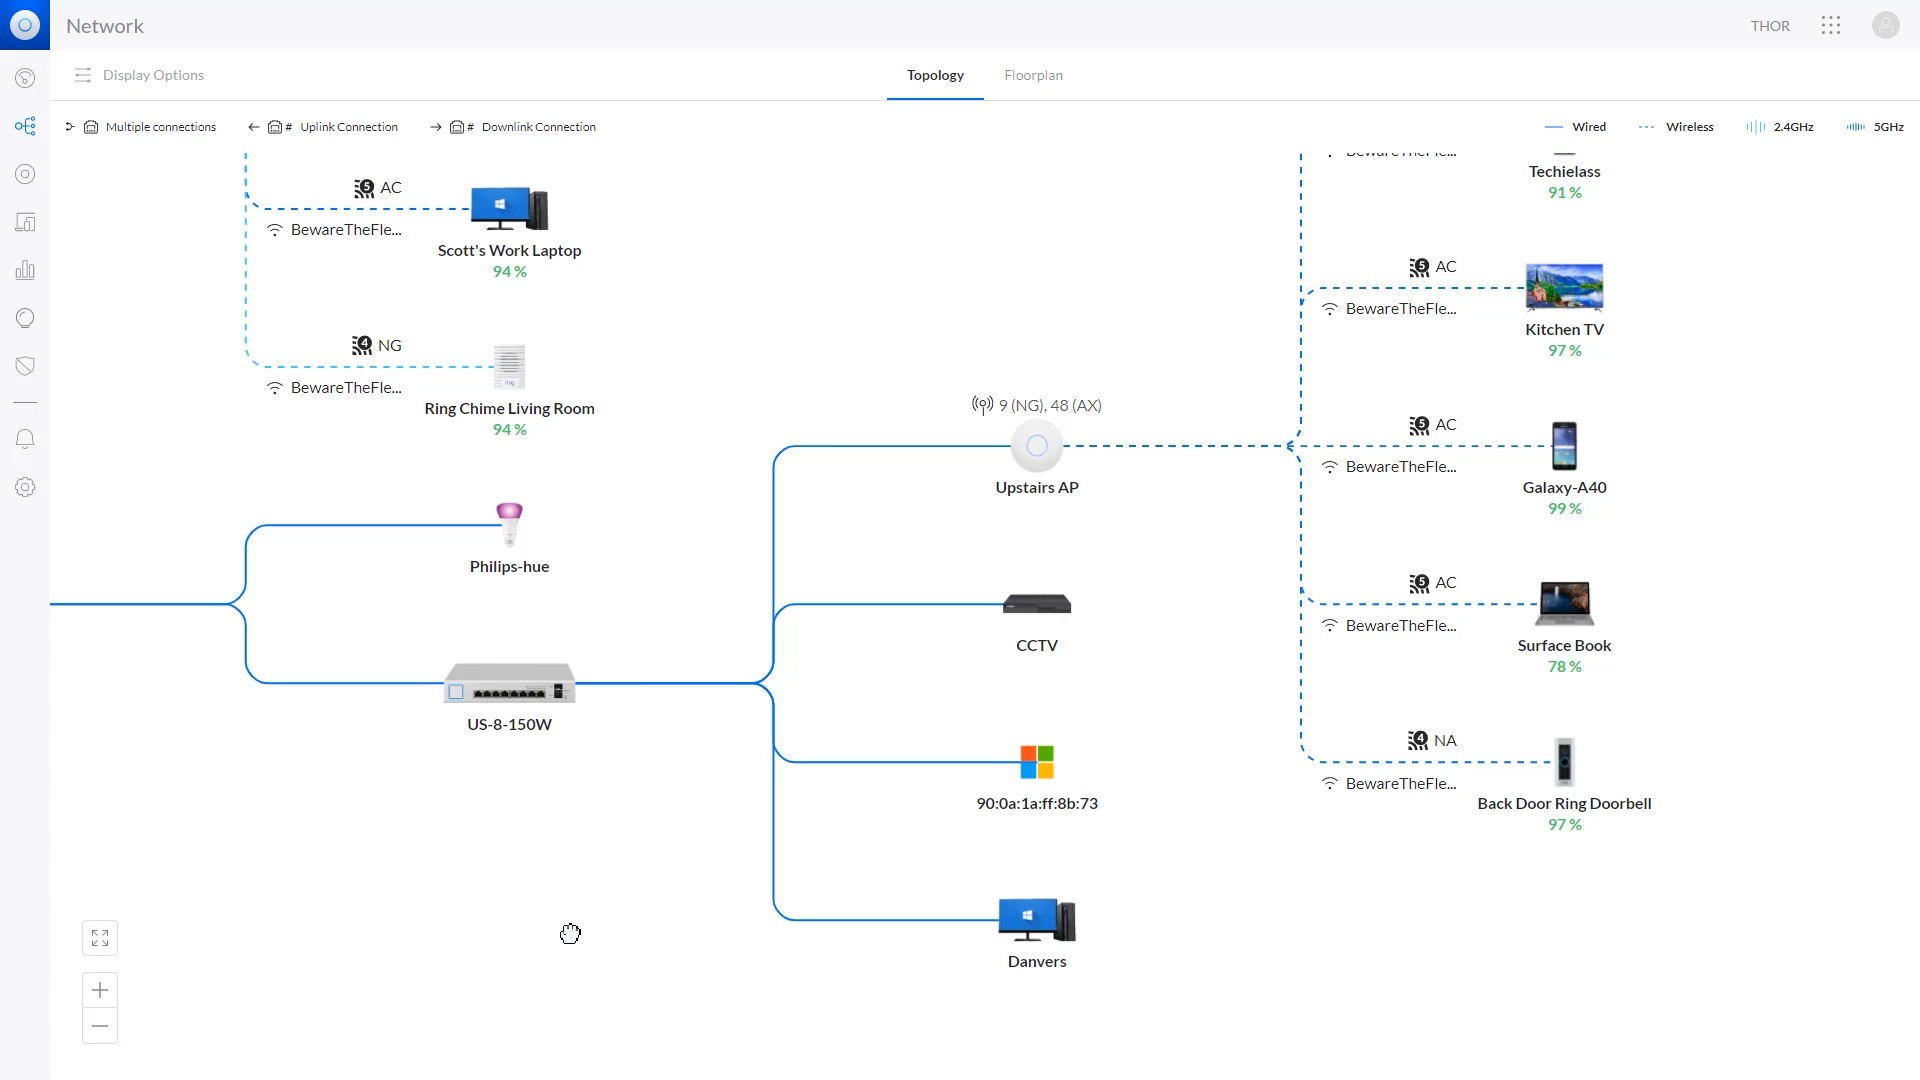 Network
THOR
Display Options
Topology
Floorplan
Multiple connections
# Uplink Connection
# Downlink Connection
Wired
Wireless
2.4GHz
5GHz
5 AC
BewareTheFle...
Scott's Work Laptop
94 %
4 NG
BewareTheFle...
ring
Ring Chime Living Room
94 %
Philips-hue
US-8-150W
9 (NG), 48 (AX)
Upstairs AP
CCTV
90:0a:1a:ff:8b:73
Danvers
BewareTheFle...
Techielass
91 %
5 AC
BewareTheFle...
Kitchen TV
97 %
5 AC
BewareTheFle...
Galaxy-A40
99 %
5 AC
BewareTheFle...
Surface Book
78 %
4 NA
BewareTheFle...
Back Door Ring Doorbell
97 %